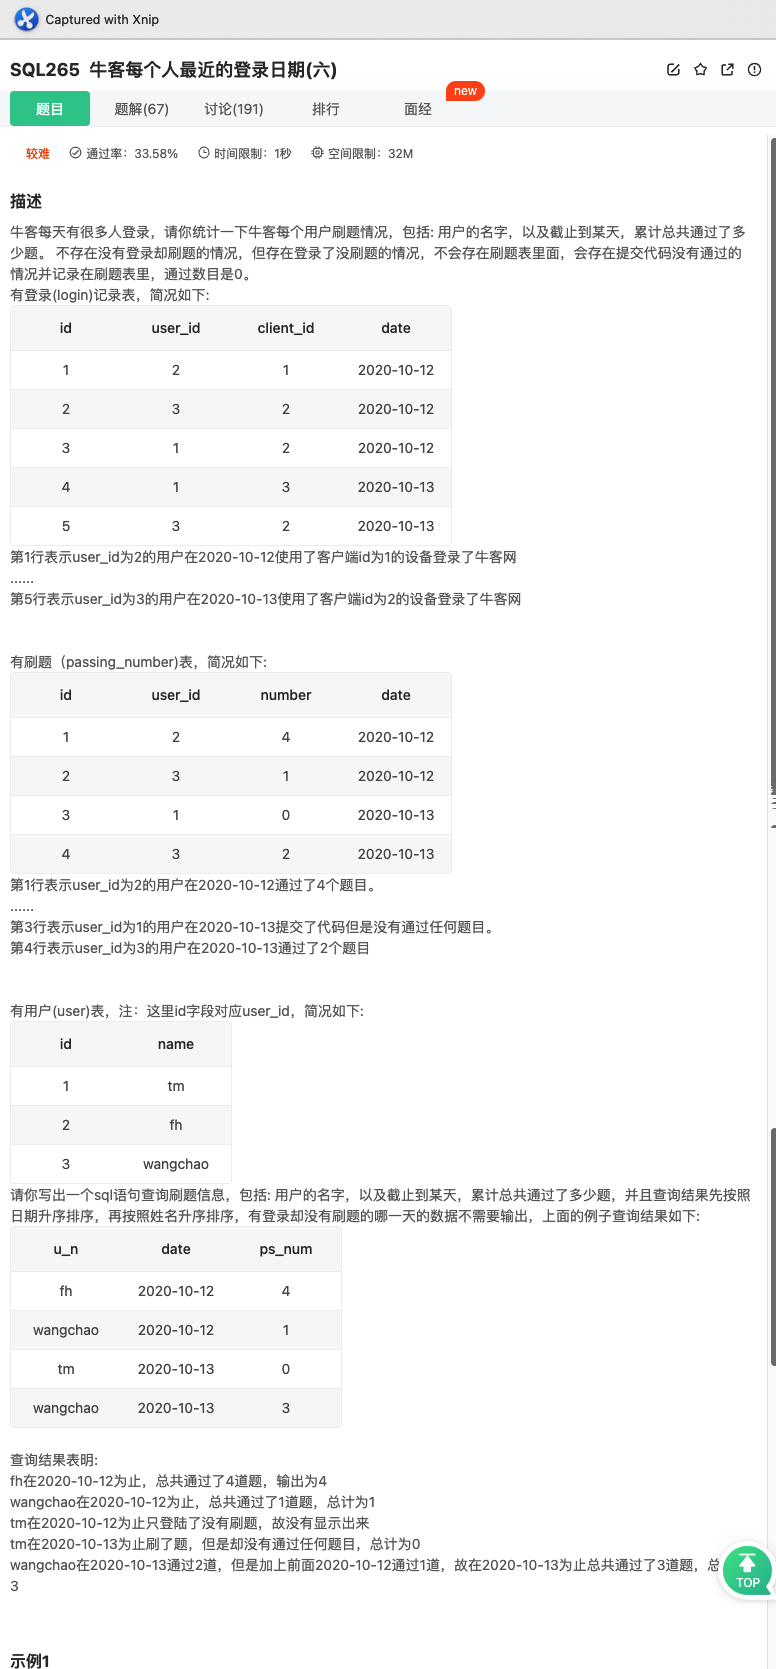 Captured with Xnip
SQL265 牛客每个人最近的登录日期(六)
new
题目 题解(67) 讨论(191) 排行 面经
较难 通过率：33.58% 时间限制：1秒 空间限制：32M
描述
牛客每天有很多人登录，请你统计一下牛客每个用户刷题情况，包括: 用户的名字，以及截止到某天，累计总共通过了多
少题。 不存在没有登录却刷题的情况，但存在登录了没刷题的情况，不会存在刷题表里面，会存在提交代码没有通过的
情况并记录在刷题表里，通过数目是0。
有登录(login)记录表，简况如下:
id user_id client_id date
1 2 1 2020-10-12
2 3 2 2020-10-12
3 1 2 2020-10-12
4 1 3 2020-10-13
5 3 2 2020-10-13
第1行表示user_id为2的用户在2020-10-12使用了客户端id为1的设备登录了牛客网
......
第5行表示user_id为3的用户在2020-10-13使用了客户端id为2的设备登录了牛客网
有刷题（passing_number)表，简况如下:
id user_id number date
1 2 4 2020-10-12
2 3 1 2020-10-12
3 1 0 2020-10-13
4 3 2 2020-10-13
第1行表示user_id为2的用户在2020-10-12通过了4个题目。
......
第3行表示user_id为1的用户在2020-10-13提交了代码但是没有通过任何题目。
第4行表示user_id为3的用户在2020-10-13通过了2个题目
有用户(user)表，注：这里id字段对应user_id，简况如下:
id name
1 tm
2 fh
3 wangchao
请你写出一个sql语句查询刷题信息，包括: 用户的名字，以及截止到某天，累计总共通过了多少题，并且查询结果先按照
日期升序排序，再按照姓名升序排序，有登录却没有刷题的哪一天的数据不需要输出，上面的例子查询结果如下:
u_n date ps_num
fh 2020-10-12 4
wangchao 2020-10-12 1
tm 2020-10-13 0
wangchao 2020-10-13 3
查询结果表明:
fh在2020-10-12为止，总共通过了4道题，输出为4
wangchao在2020-10-12为止，总共通过了1道题，总计为1
tm在2020-10-12为止只登陆了没有刷题，故没有显示出来
tm在2020-10-13为止刷了题，但是却没有通过任何题目，总计为0
wangchao在2020-10-13通过2道，但是加上前面2020-10-12通过1道，故在2020-10-13为止总共通过了3道题，总
3
TOP
示例1